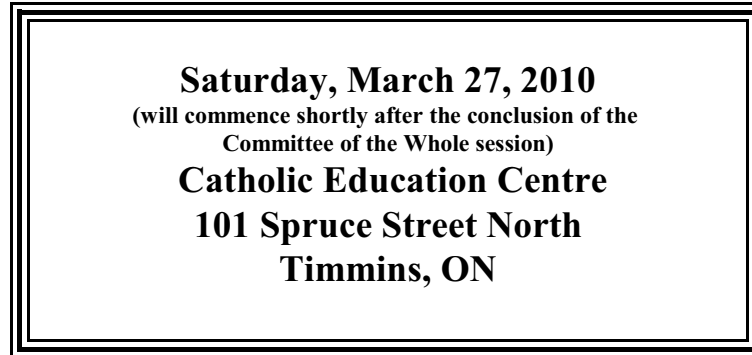 Saturday, March 27, 2010
(will commence shortly after the conclusion of the
Committee of the Whole session)
Catholic Education Centre
101 Spruce Street North
Timmins, ON